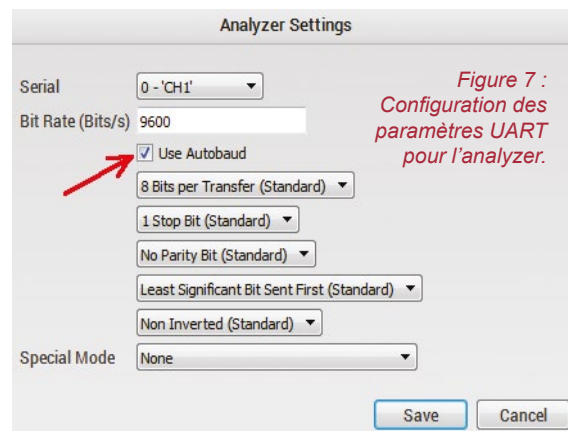 Analyzer Settings
Serial 0 - 'CH1'
Figure 7 :
Configuration des
paramètres UART
pour l'analyzer.
Bit Rate (Bits/s) 9600
Use Autobaud
8 Bits per Transfer (Standard)
1 Stop Bit (Standard)
No Parity Bit (Standard)
Least Significant Bit Sent First (Standard)
Non Inverted (Standard)
Special Mode None
Save Cancel